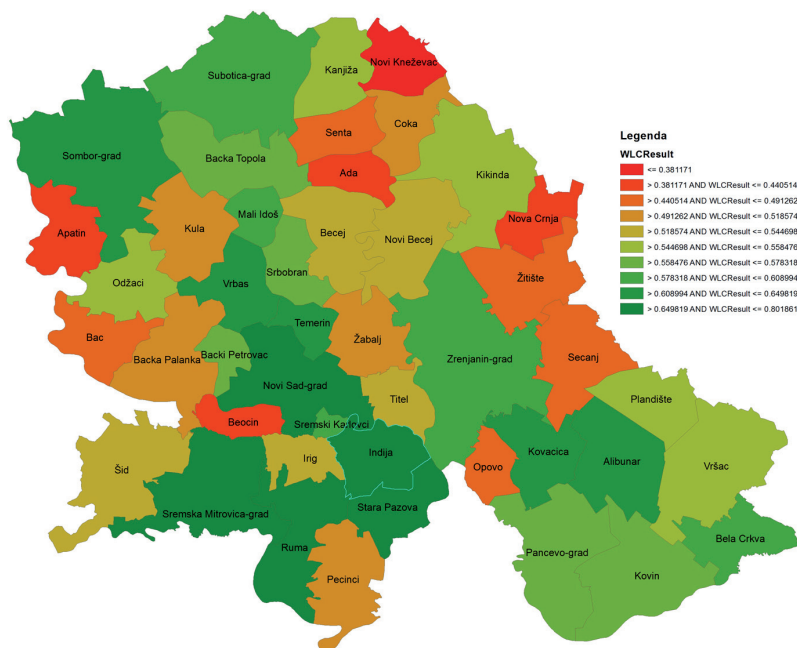 Novi Kneževac
Kanjiža
Subotica-grad
Coka
Senta
Sombor-grad
Backa Topola
Ada
Kikinda
Mali Idoš
Nova Crnja
Kula
Becej
Apatin
Novi Becej
Srbobran
Žitište
Odžaci
Vrbas
Temerin
Bac
Žabalj
Backa Palanka
Backi Petrovac
Zrenjanin-grad
Secanj
Novi Sad-grad
Titel
Plandište
Beocin
Sremski Karlovci
Kovacica
Indija
Irig
Alibunar
Opovo
Šid
Vršac
Stara Pazova
Sremska Mitrovica-grad
Bela Crkva
Ruma
Pancevo-grad
Pecinci
Kovin
Legenda
WLCResult
<= 0.381171
> 0.381171 AND WLCResult <= 0.440514
> 0.440514 AND WLCResult <= 0.491262
> 0.491262 AND WLCResult <= 0.518574
> 0.518574 AND WLCResult <= 0.544698
> 0.544698 AND WLCResult <= 0.558476
> 0.558476 AND WLCResult <= 0.578318
> 0.578318 AND WLCResult <= 0.608994
> 0.608994 AND WLCResult <= 0.649819
> 0.649819 AND WLCResult <= 0.801861